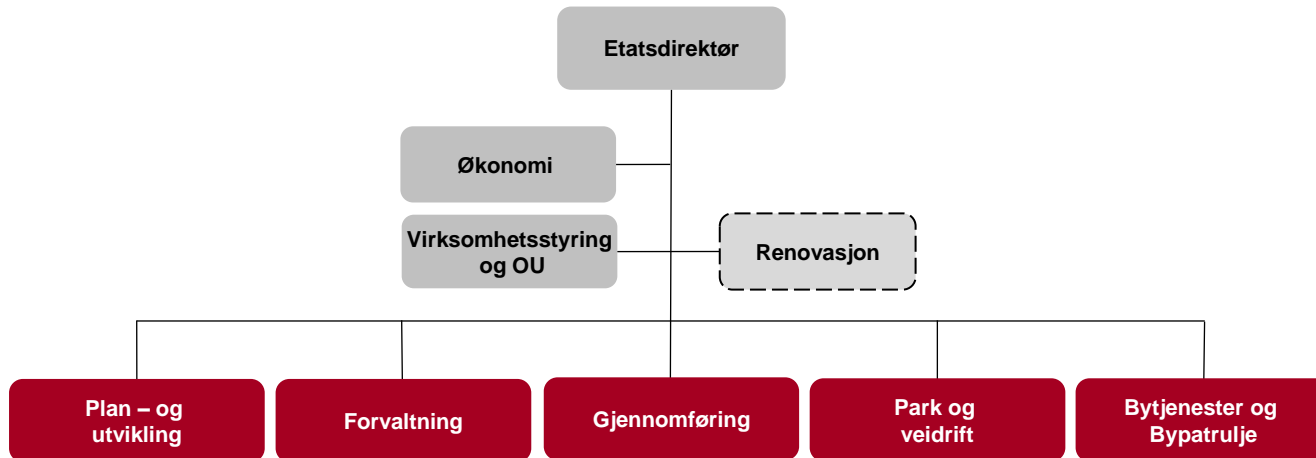 Etatsdirektør
Økonomi
Virksomhetsstyring
og OU
Renovasjon
Plan – og
utvikling
Forvaltning
Gjennomføring
Park og
veidrift
Bytjenester og
Bypatrulje